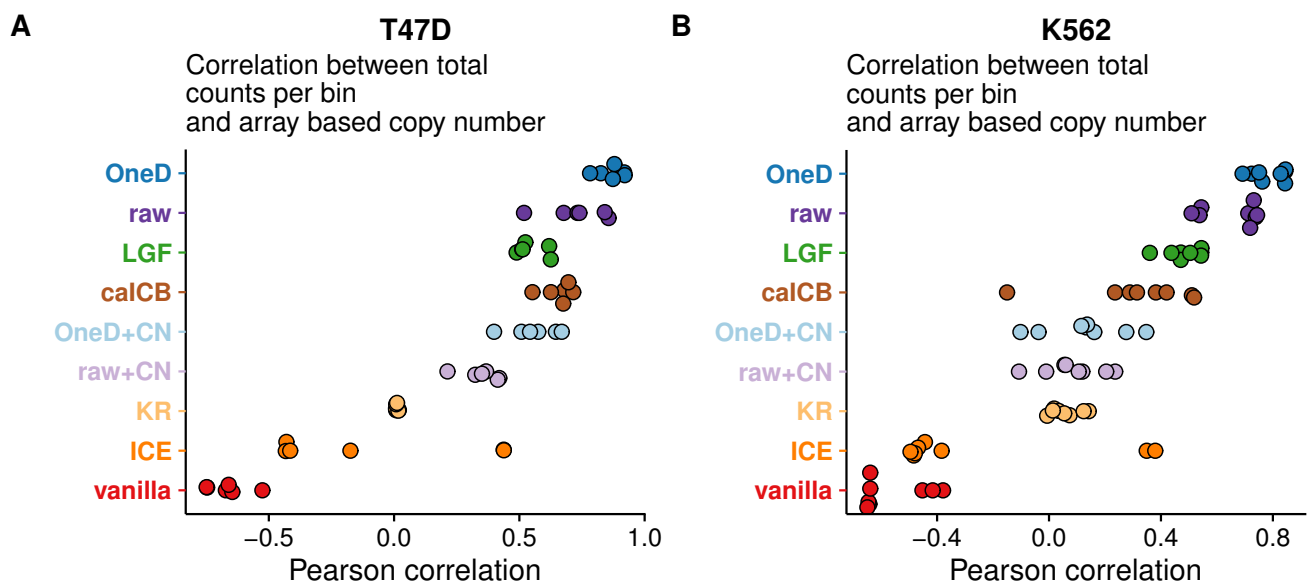 A
T47D
Correlation between total
counts per bin
and array based copy number
OneD
raw
LGF
caICB
OneD+CN
raw+CN
KR
ICE
vanilla
−0.5
0.0
0.5
1.0
Pearson correlation
B
K562
Correlation between total
counts per bin
and array based copy number
OneD
raw
LGF
caICB
OneD+CN
raw+CN
KR
ICE
vanilla
−0.4
0.0
0.4
0.8
Pearson correlation